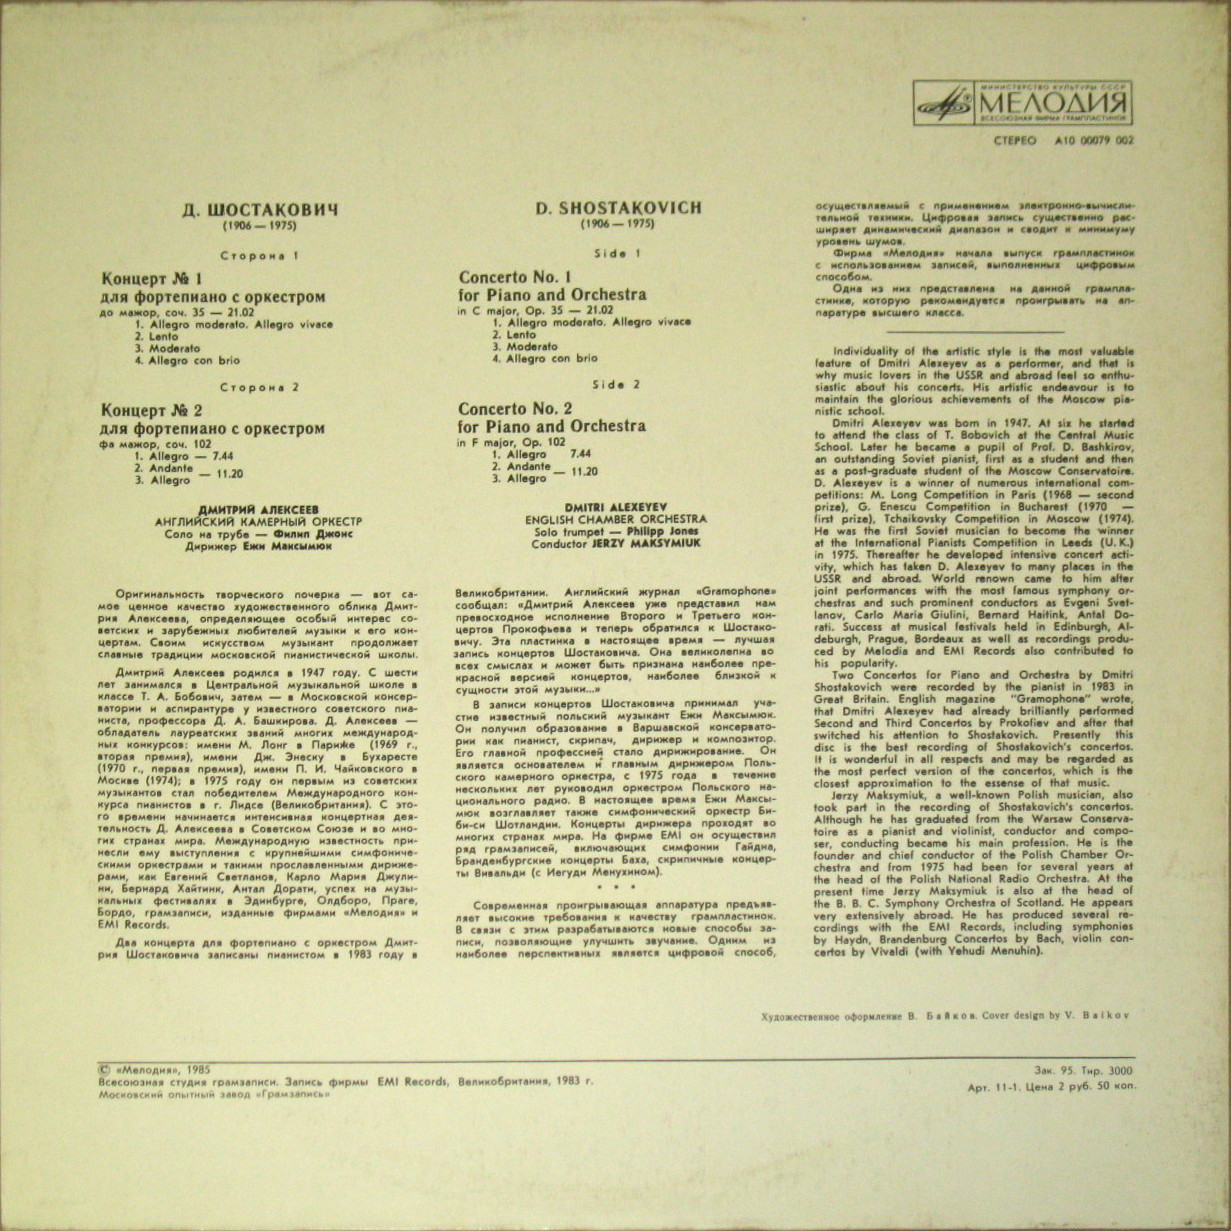 МИНИСТЕРСТВО КУЛЬТУРЫ СССР
МЕЛОДИЯ
ВСЕСОЮЗНАЯ ФИРМА ГРАМПЛАСТИНОК
СТЕРЕО А10 00079 002
Д. ШОСТАКОВИЧ
(1906 — 1975)
Сторона 1
Концерт № 1
для фортепиано с оркестром
до мажор, соч. 35 — 21.02
1. Allegro moderato. Allegro vivace
2. Lento
3. Moderato
4. Allegro con brio
Сторона 2
Концерт № 2
для фортепиано с оркестром
фа мажор, соч. 102
1. Allegro — 7.44
2. Andante
3. Allegro — 11.20
ДМИТРИЙ АЛЕКСЕЕВ
АНГЛИЙСКИЙ КАМЕРНЫЙ ОРКЕСТР
Соло на трубе — Филип Джонс
Дирижер Ежи Максымюк
D. SHOSTAKOVICH
(1906 — 1975)
Side 1
Concerto No. 1
for Piano and Orchestra
in C major, Op. 35 — 21.02
1. Allegro moderato. Allegro vivace
2. Lento
3. Moderato
4. Allegro con brio
Side 2
Concerto No. 2
for Piano and Orchestra
in F major, Op. 102
1. Allegro 7.44
2. Andante
3. Allegro — 11.20
DMITRI ALEXEYEV
ENGLISH CHAMBER ORCHESTRA
Solo trumpet — Philipp Jones
Conductor JERZY MAKSYMIUK
Оригинальность творческого почерка — вот са-
мое ценное качество художественного облика Дмит-
рия Алексеева, определяющее особый интерес со-
ветских и зарубежных любителей музыки к его кон-
цертам. Своим искусством музыкант продолжает
славные традиции московской пианистической школы.
Дмитрий Алексеев родился в 1947 году. С шести
лет занимался в Центральной музыкальной школе в
классе Т. А. Бобович, затем — в Московской консер-
ватории и аспирантуре у известного советского пиа-
ниста, профессора Д. А. Башкирова. Д. Алексеев —
обладатель лауреатских званий многих международ-
ных конкурсов: имени М. Лонг в Париже (1969 г.,
вторая премия), имени Дж. Энеску в Бухаресте
(1970 г., первая премия), имени П. И. Чайковского в
Москве (1974); в 1975 году он первым из советских
музыкантов стал победителем Международного кон-
курса пианистов в г. Лидсе (Великобритания). С это-
го времени начинается интенсивная концертная дея-
тельность Д. Алексеева в Советском Союзе и во мно-
гих странах мира. Международную известность при-
несли ему выступления с крупнейшими симфониче-
скими оркестрами и такими прославленными дириже-
рами, как Евгений Светланов, Карло Мария Джули-
ни, Бернард Хайтинк, Антал Дорати, успех на музы-
кальных фестивалях в Эдинбурге, Олдборо, Праге,
Бордо, грамзаписи, изданные фирмами «Мелодия» и
EMI Records.
Два концерта для фортепиано с оркестром Дмит-
рия Шостаковича записаны пианистом в 1983 году в
Великобритании. Английский журнал «Gramophone»
сообщал: «Дмитрий Алексеев уже представил нам
превосходное исполнение Второго и Третьего кон-
цертов Прокофьева и теперь обратился к Шостако-
вичу. Эта пластинка в настоящее время — лучшая
запись концертов Шостаковича. Она великолепна во
всех смыслах и может быть признана наиболее пре-
красной версией концертов, наиболее близкой к
сущности этой музыки...»
В записи концертов Шостаковича принимал уча-
стие известный польский музыкант Ежи Максымюк.
Он получил образование в Варшавской консервато-
рии как пианист, скрипач, дирижер и композитор.
Его главной профессией стало дирижирование. Он
является основателем и главным дирижером Поль-
ского камерного оркестра, с 1975 года в течение
нескольких лет руководил оркестром Польского на-
ционального радио. В настоящее время Ежи Максы-
мюк возглавляет также симфонический оркестр Би-
би-си Шотландии. Концерты дирижера проходят во
многих странах мира. На фирме EMI он осуществил
ряд грамзаписей, включающих симфонии Гайдна,
Бранденбургские концерты Баха, скрипичные концер-
ты Вивальди (с Иегуди Менухином).
* * *
Современная проигрывающая аппаратура предъяв-
ляет высокие требования к качеству грампластинок.
В связи с этим разрабатываются новые способы за-
писи, позволяющие улучшить звучание. Одним из
наиболее перспективных является цифровой способ,
осуществляемый с применением электронно-вычисли-
тельной техники. Цифровая запись существенно рас-
ширяет динамический диапазон и сводит к минимуму
уровень шумов.
Фирма «Мелодия» начала выпуск грампластинок
с использованием записей, выполненных цифровым
способом.
Одна из них представлена на данной грампла-
стинке, которую рекомендуется проигрывать на ап-
паратуре высшего класса.
Individuality of the artistic style is the most valuable
feature of Dmitri Alexeyev as a performer, and that is
why music lovers in the USSR and abroad feel so enthu-
siastic about his concerts. His artistic endeavour is to
maintain the glorious achievements of the Moscow pia-
nistic school.
Dmitri Alexeyev was born in 1947. At six he started
to attend the class of T. Bobovich at the Central Music
School. Later he became a pupil of Prof. D. Bashkirov,
an outstanding Soviet pianist, first as a student and then
as a post-graduate student of the Moscow Conservatoire.
D. Alexeyev is a winner of numerous international com-
petitions: M. Long Competition in Paris (1968 — second
prize), G. Enescu Competition in Bucharest (1970 —
first prize), Tchaikovsky Competition in Moscow (1974).
He was the first Soviet musician to become the winner
at the International Pianists Competition in Leeds (U. K.)
in 1975. Thereafter he developed intensive concert acti-
vity, which has taken D. Alexeyev to many places in the
USSR and abroad. World renown came to him after
joint performances with the most famous symphony or-
chestras and such prominent conductors as Evgeni Svet-
lanov, Carlo Maria Giulini, Bernard Haitink, Antal Do-
rati. Success at musical festivals held in Edinburgh, Al-
deburgh, Prague, Bordeaux as well as recordings produ-
ced by Melodia and EMI Records also contributed to
his popularity.
Two Concertos for Piano and Orchestra by Dmitri
Shostakovich were recorded by the pianist in 1983 in
Great Britain. English magazine "Gramophone" wrote,
that Dmitri Alexeyev had already brilliantly performed
Second and Third Concertos by Prokofiev and after that
switched his attention to Shostakovich. Presently this
disc is the best recording of Shostakovich's concertos.
It is wonderful in all respects and may be regarded as
the most perfect version of the concertos, which is the
closest approximation to the essense of that music.
Jerzy Maksymiuk, a well-known Polish musician, also
took part in the recording of Shostakovich's concertos.
Although he has graduated from the Warsaw Conserva-
toire as a pianist and violinist, conductor and compo-
ser, conducting became his main profession. He is the
founder and chief conductor of the Polish Chamber Or-
chestra and from 1975 had been for several years at
the head of the Polish National Radio Orchestra. At the
present time Jerzy Maksymiuk is also at the head of
the B. B. C. Symphony Orchestra of Scotland. He appears
very extensively abroad. He has produced several re-
cordings with the EMI Records, including symphonies
by Haydn, Brandenburg Concertos by Bach, violin con-
certos by Vivaldi (with Yehudi Menuhin).
Художественное оформление В. Байков. Cover design by V. Baikov
© «Мелодия», 1985
Всесоюзная студия грамзаписи. Запись фирмы EMI Records, Великобритания, 1983 г.
Московский опытный завод «Грамзапись»
Зак. 95. Тир. 3000
Арт. 11-1. Цена 2 руб. 50 коп.